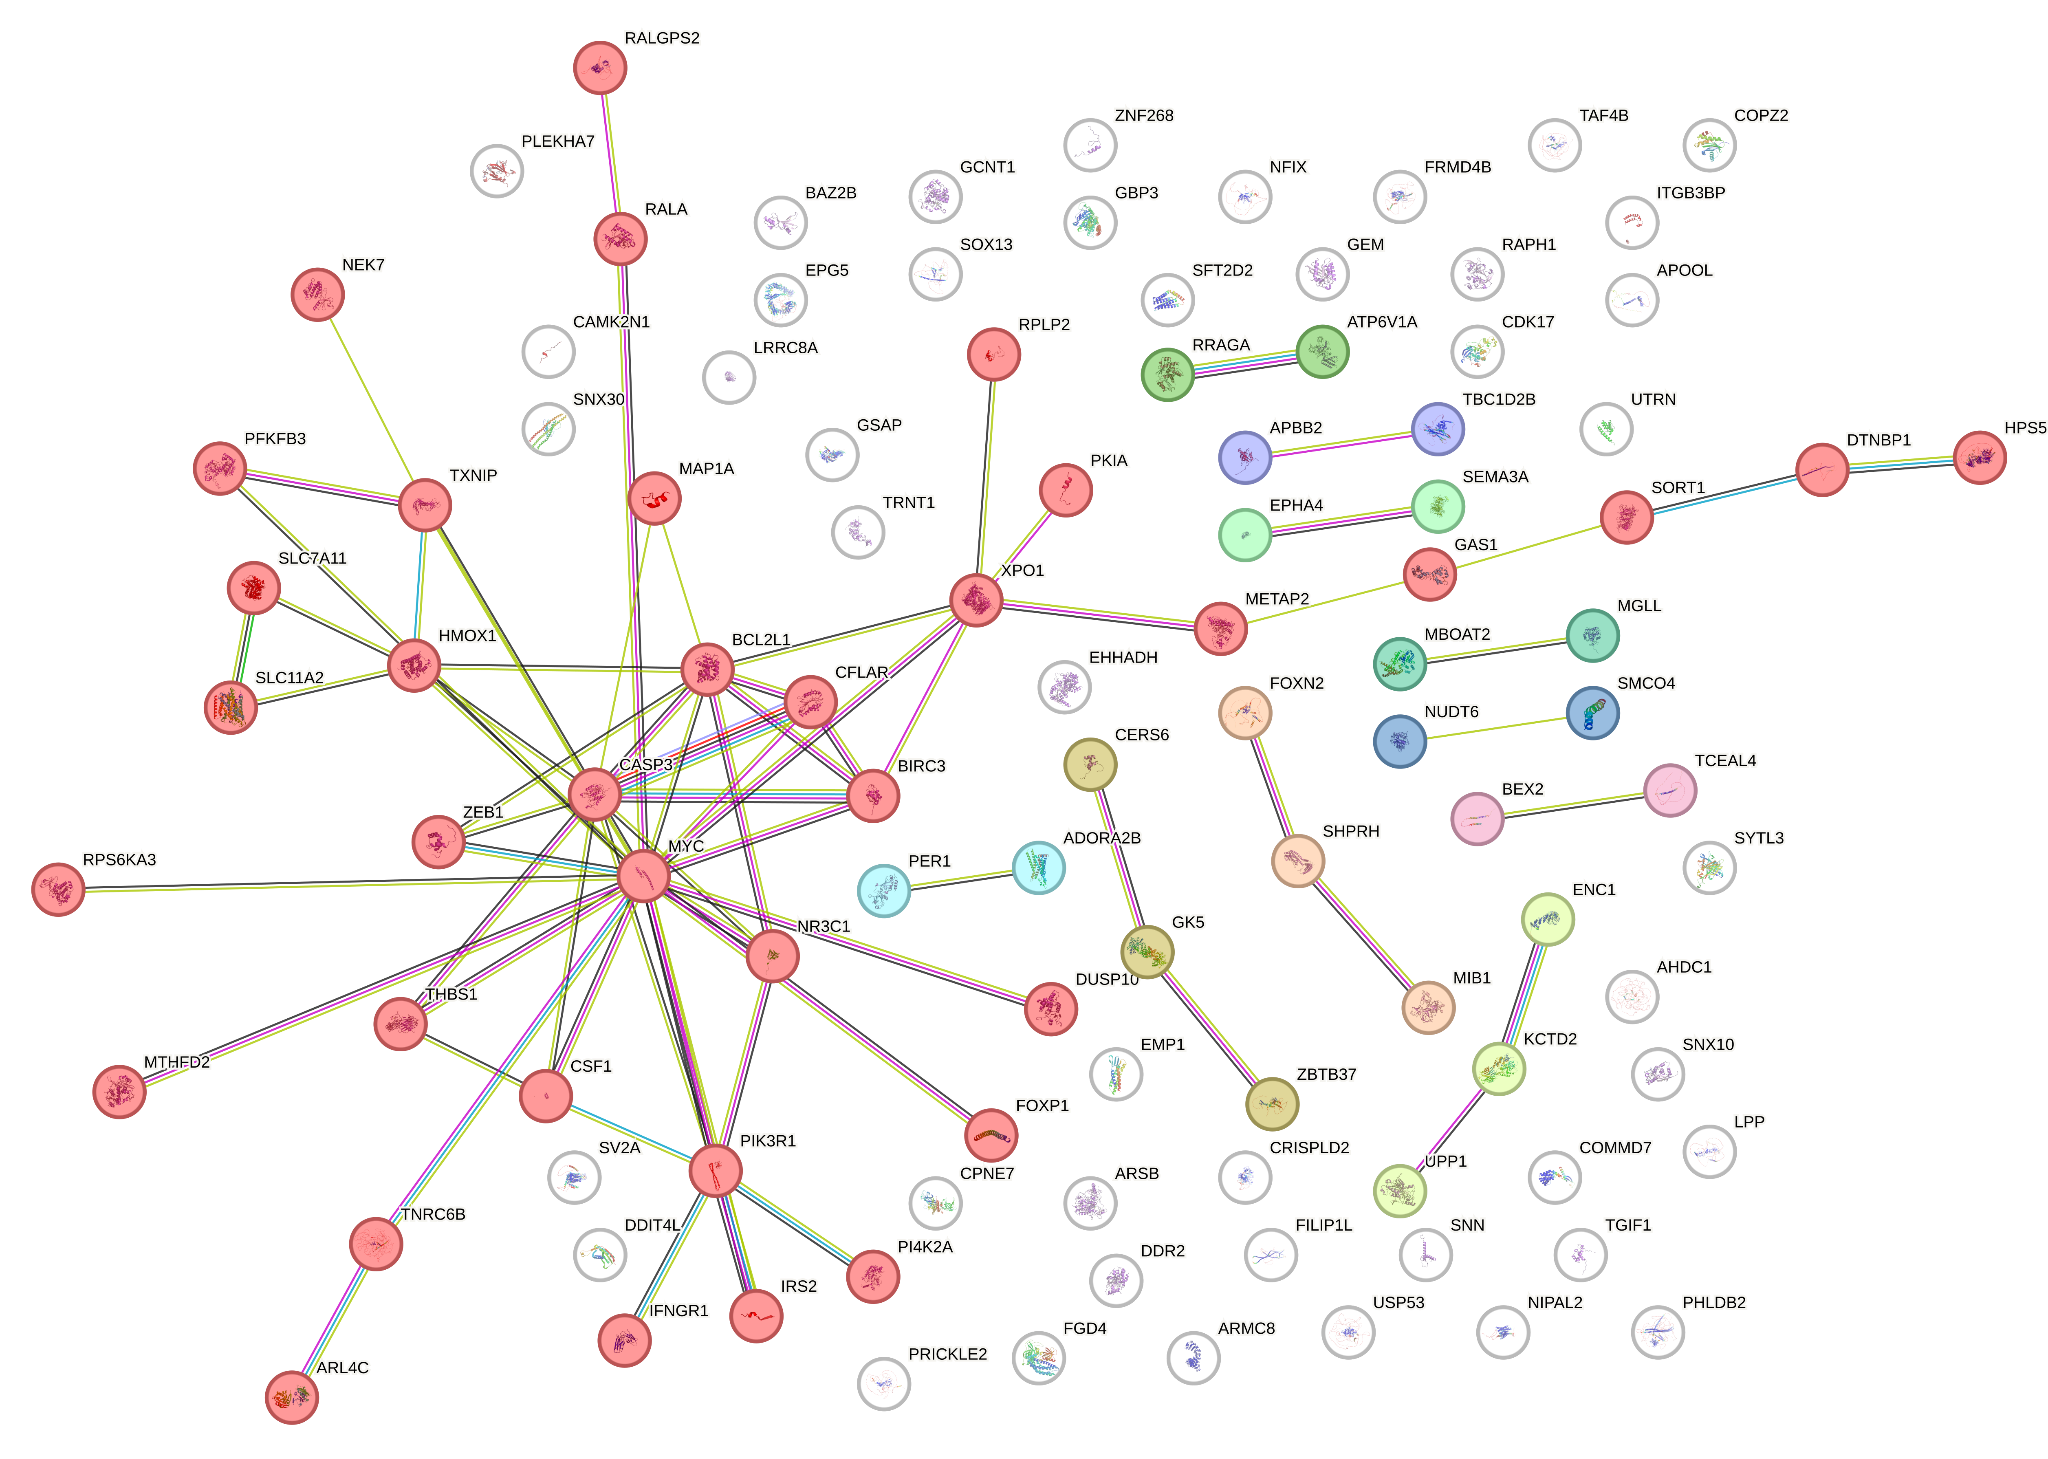 RALGPS2
ZNF268
TAF4B
COPZ2
PLEKHA7
GCNT1
NFIX
FRMD4B
BAZ2B
GBP3
ITGB3BP
RALA
SOX13
GEM
RAPH1
NEK7
EPG5
SFT2D2
APOOL
CAMK2N1
RPLP2
ATP6V1A
CDK17
LRRC8A
RRAGA
SNX30
TBC1D2B
UTRN
GSAP
APBB2
HPS5
PFKFB3
DTNBP1
TXNIP
MAP1A
PKIA
SEMA3A
SORT1
TRNT1
EPHA4
GAS1
SLC7A11
XPO1
METAP2
MGLL
HMOX1
BCL2L1
MBOAT2
EHHADH
CFLAR
SLC11A2
FOXN2
SMCO4
NUDT6
CERS6
CASP3
BIRC3
TCEAL4
BEX2
ZEB1
SHPRH
ADORA2B
SYTL3
MYC
PER1
RPS6KA3
ENC1
GK5
NR3C1
AHDC1
DUSP10
MIB1
THBS1
KCTD2
EMP1
SNX10
MTHFD2
CSF1
ZBTB37
FOXP1
LPP
PIK3R1
SV2A
CRISPLD2
COMMD7
UPP1
CPNE7
ARSB
TNRC6B
DDIT4L
FILIP1L
SNN
TGIF1
PI4K2A
DDR2
IRS2
IFNGR1
USP53
NIPAL2
PHLDB2
FGD4
ARMC8
PRICKLE2
ARL4C